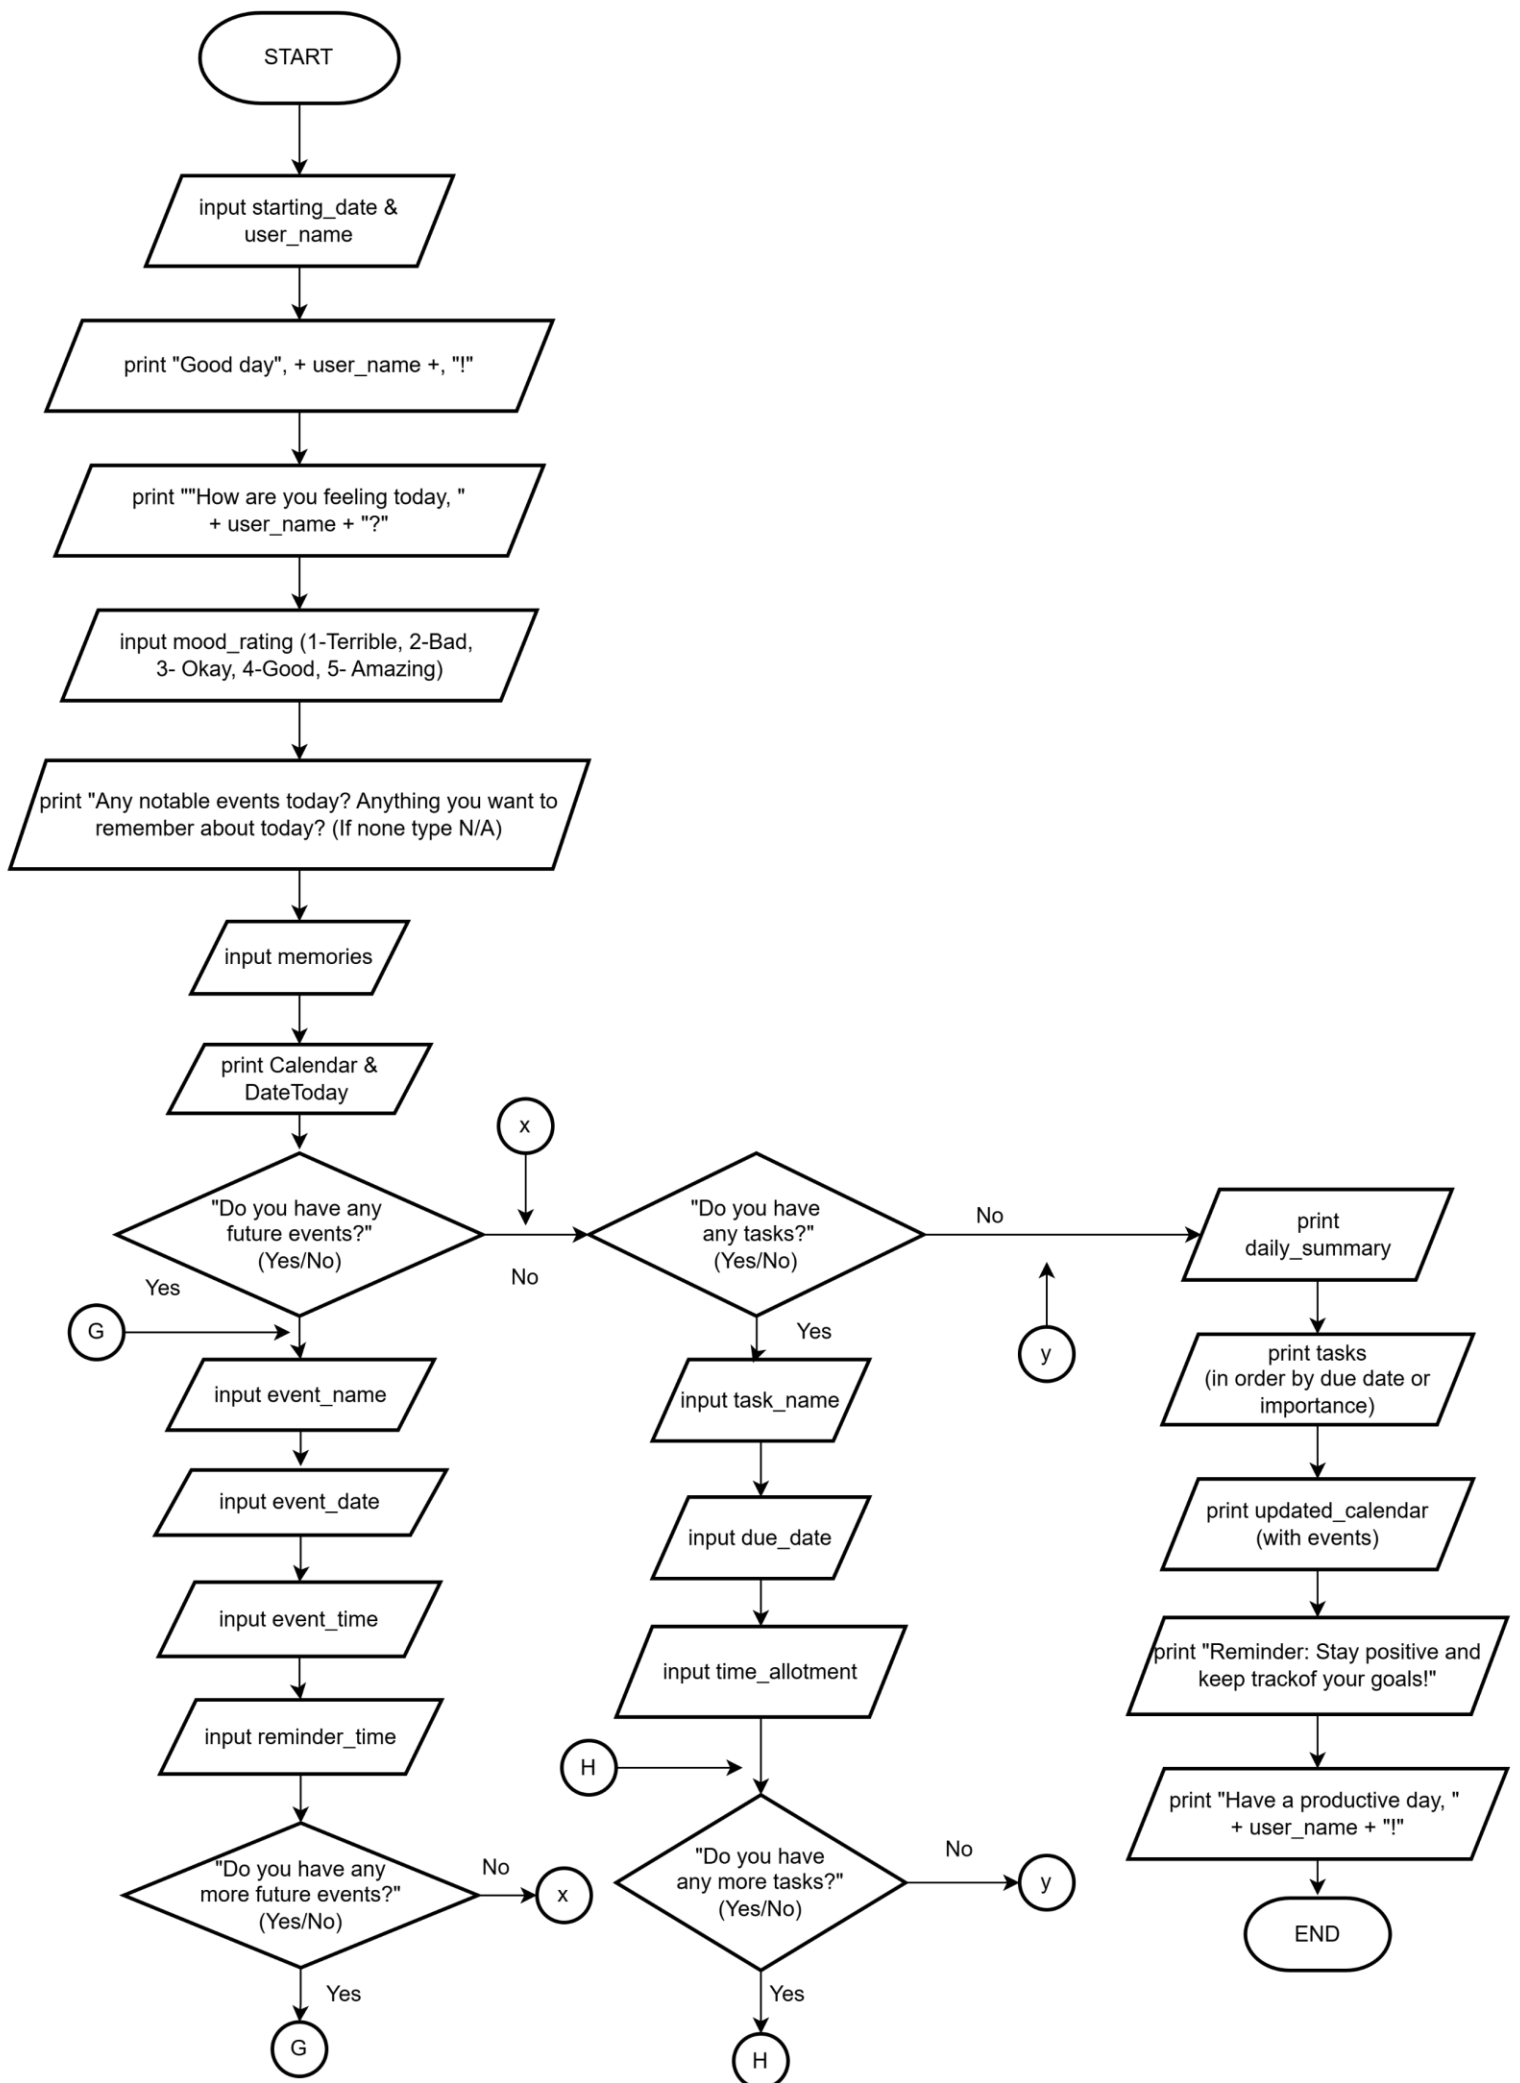 START
input starting_date &
user_name
print "Good day", + user_name +, "!"
print ""How are you feeling today, "
+ user_name + "?"
input mood_rating (1-Terrible, 2-Bad,
3- Okay, 4-Good, 5- Amazing)
print "Any notable events today? Anything you want to
remember about today? (If none type N/A)
input memories
print Calendar &
DateToday
"Do you have any
future events?"
(Yes/No)
Yes
No
G
input event_name
input event_date
input event_time
input reminder_time
"Do you have any
more future events?"
(Yes/No)
No
x
Yes
G
x
"Do you have
any tasks?"
(Yes/No)
No
Yes
y
input task_name
input due_date
input time_allotment
H
"Do you have
any more tasks?"
(Yes/No)
No
y
Yes
H
print
daily_summary
print tasks
(in order by due date or
importance)
print updated_calendar
(with events)
print "Reminder: Stay positive and
keep trackof your goals!"
print "Have a productive day, "
+ user_name + "!"
END